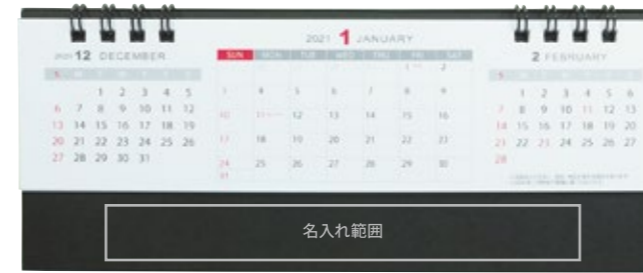 2021 1 JANUARY
2020 12 DECEMBER
2 FEBRUARY
SUN MON TUE WED THU FRI SAT
1 2
3 4 5 6 7 8 9
10 11 12 13 14 15 16
17 18 19 20 21 22 23
24 25 26 27 28 29 30
31
1 2 3 4 5
6 7 8 9 10 11 12
13 14 15 16 17 18 19
20 21 22 23 24 25 26
27 28 29 30 31
1 2 3 4 5 6
7 8 9 10 11 12 13
14 15 16 17 18 19 20
21 22 23 24 25 26 27
28
名入れ範囲